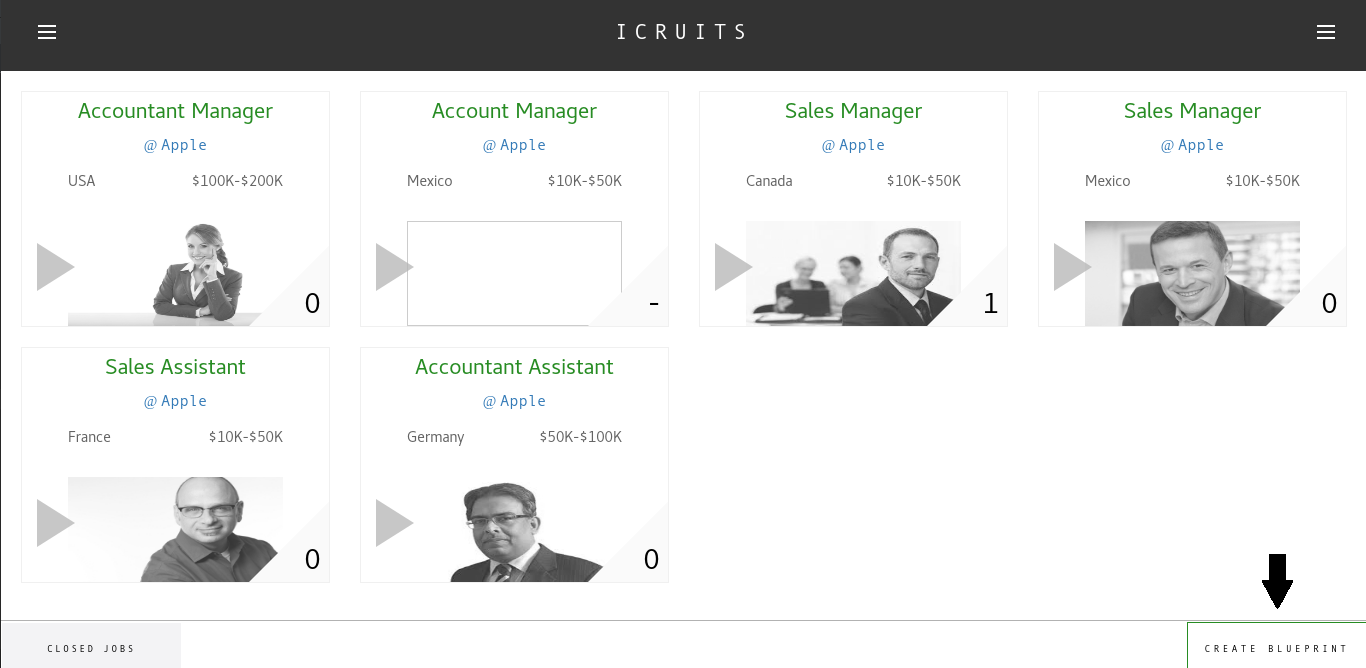 ICRUITS
Accountant Manager
@ Apple
USA $100K-$200K
0
Account Manager
@ Apple
Mexico $10K-$50K
-
Sales Manager
@ Apple
Canada $10K-$50K
1
Sales Manager
@ Apple
Mexico $10K-$50K
0
Sales Assistant
@ Apple
France $10K-$50K
0
Accountant Assistant
@ Apple
Germany $50K-$100K
0
CLOSED JOBS
CREATE BLUEPRINT